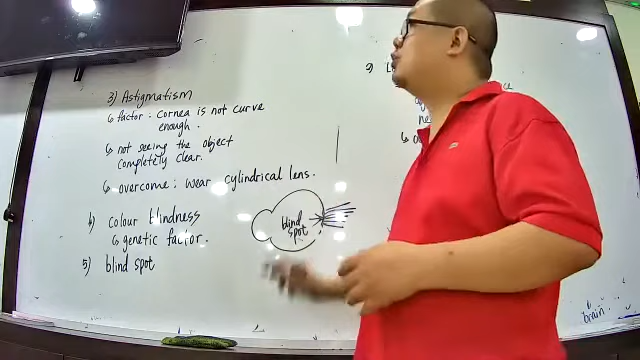 3) Astigmatism
↳ factor : Cornea is not curve
enough.
↳ not seeing the object
completely clear.
↳ overcome : wear cylindrical lens.
4) colour blindness
↳ genetic factor.
5) blind spot
blind
spot
brain